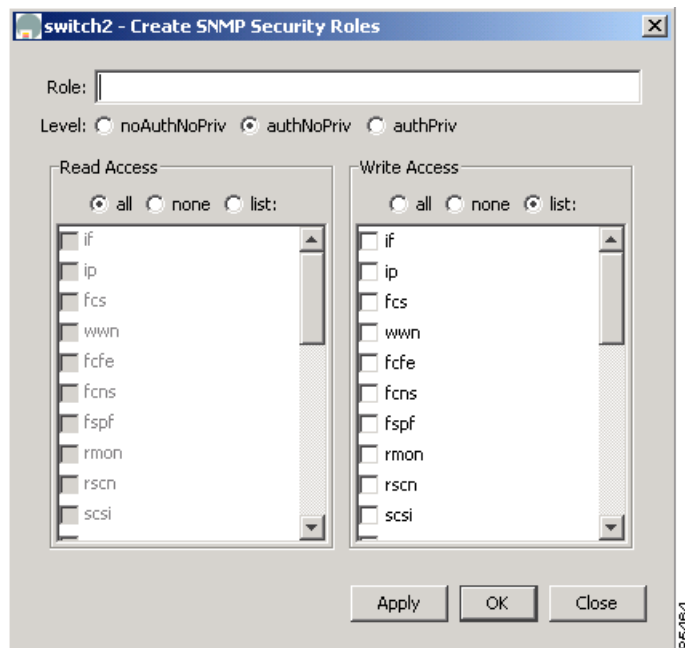 switch2 - Create SNMP Security Roles
Role:
Level: noAuthNoPriv authNoPriv authPriv
Read Access
all none list:
if
ip
fcs
wwn
fcfe
fcns
fspf
rmon
rscn
scsi
Write Access
all none list:
if
ip
fcs
wwn
fcfe
fcns
fspf
rmon
rscn
scsi
Apply OK Close